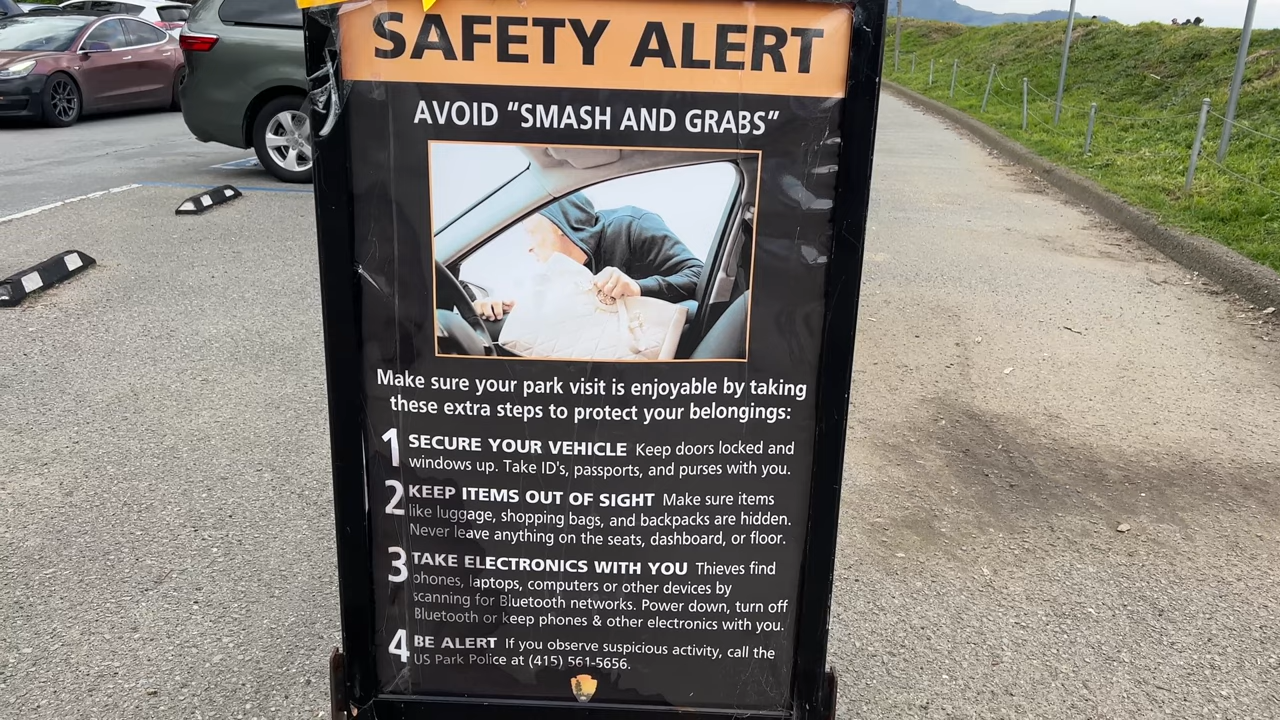 SAFETY ALERT
AVOID "SMASH AND GRABS"
Make sure your park visit is enjoyable by taking
these extra steps to protect your belongings:
1 SECURE YOUR VEHICLE Keep doors locked and
windows up. Take ID's, passports, and purses with you.
2 KEEP ITEMS OUT OF SIGHT Make sure items
like luggage, shopping bags, and backpacks are hidden.
Never leave anything on the seats, dashboard, or floor.
3 TAKE ELECTRONICS WITH YOU Thieves find
phones, laptops, computers or other devices by
scanning for Bluetooth networks. Power down, turn off
Bluetooth or keep phones & other electronics with you.
4 BE ALERT If you observe suspicious activity, call the
US Park Police at (415) 561-5656.